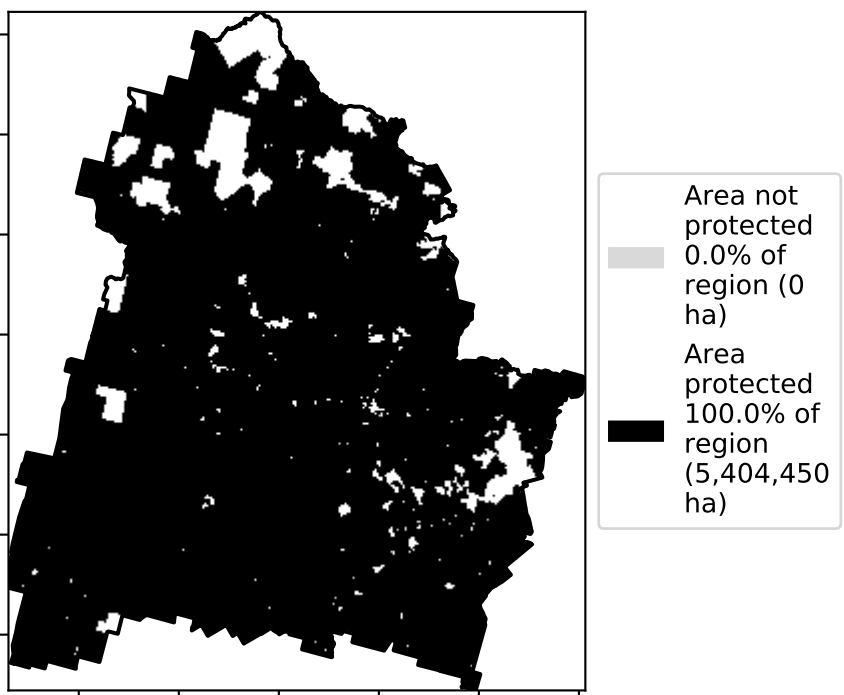 Area not
protected
0.0% of
region (0
ha)
Area
protected
100.0% of
region
(5,404,450
ha)